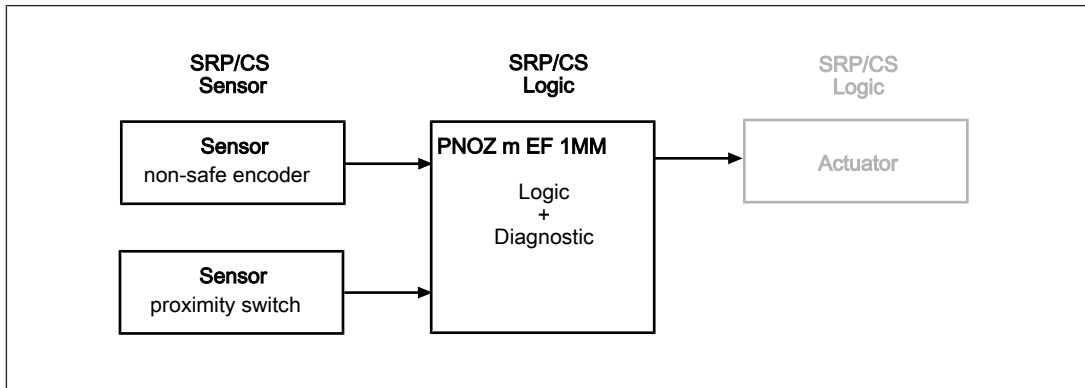 SRP/CS
Sensor
SRP/CS
Logic
SRP/CS
Logic
Sensor
non-safe encoder
PNOZ m EF 1MM
Logic
+
Diagnostic
Actuator
Sensor
proximity switch